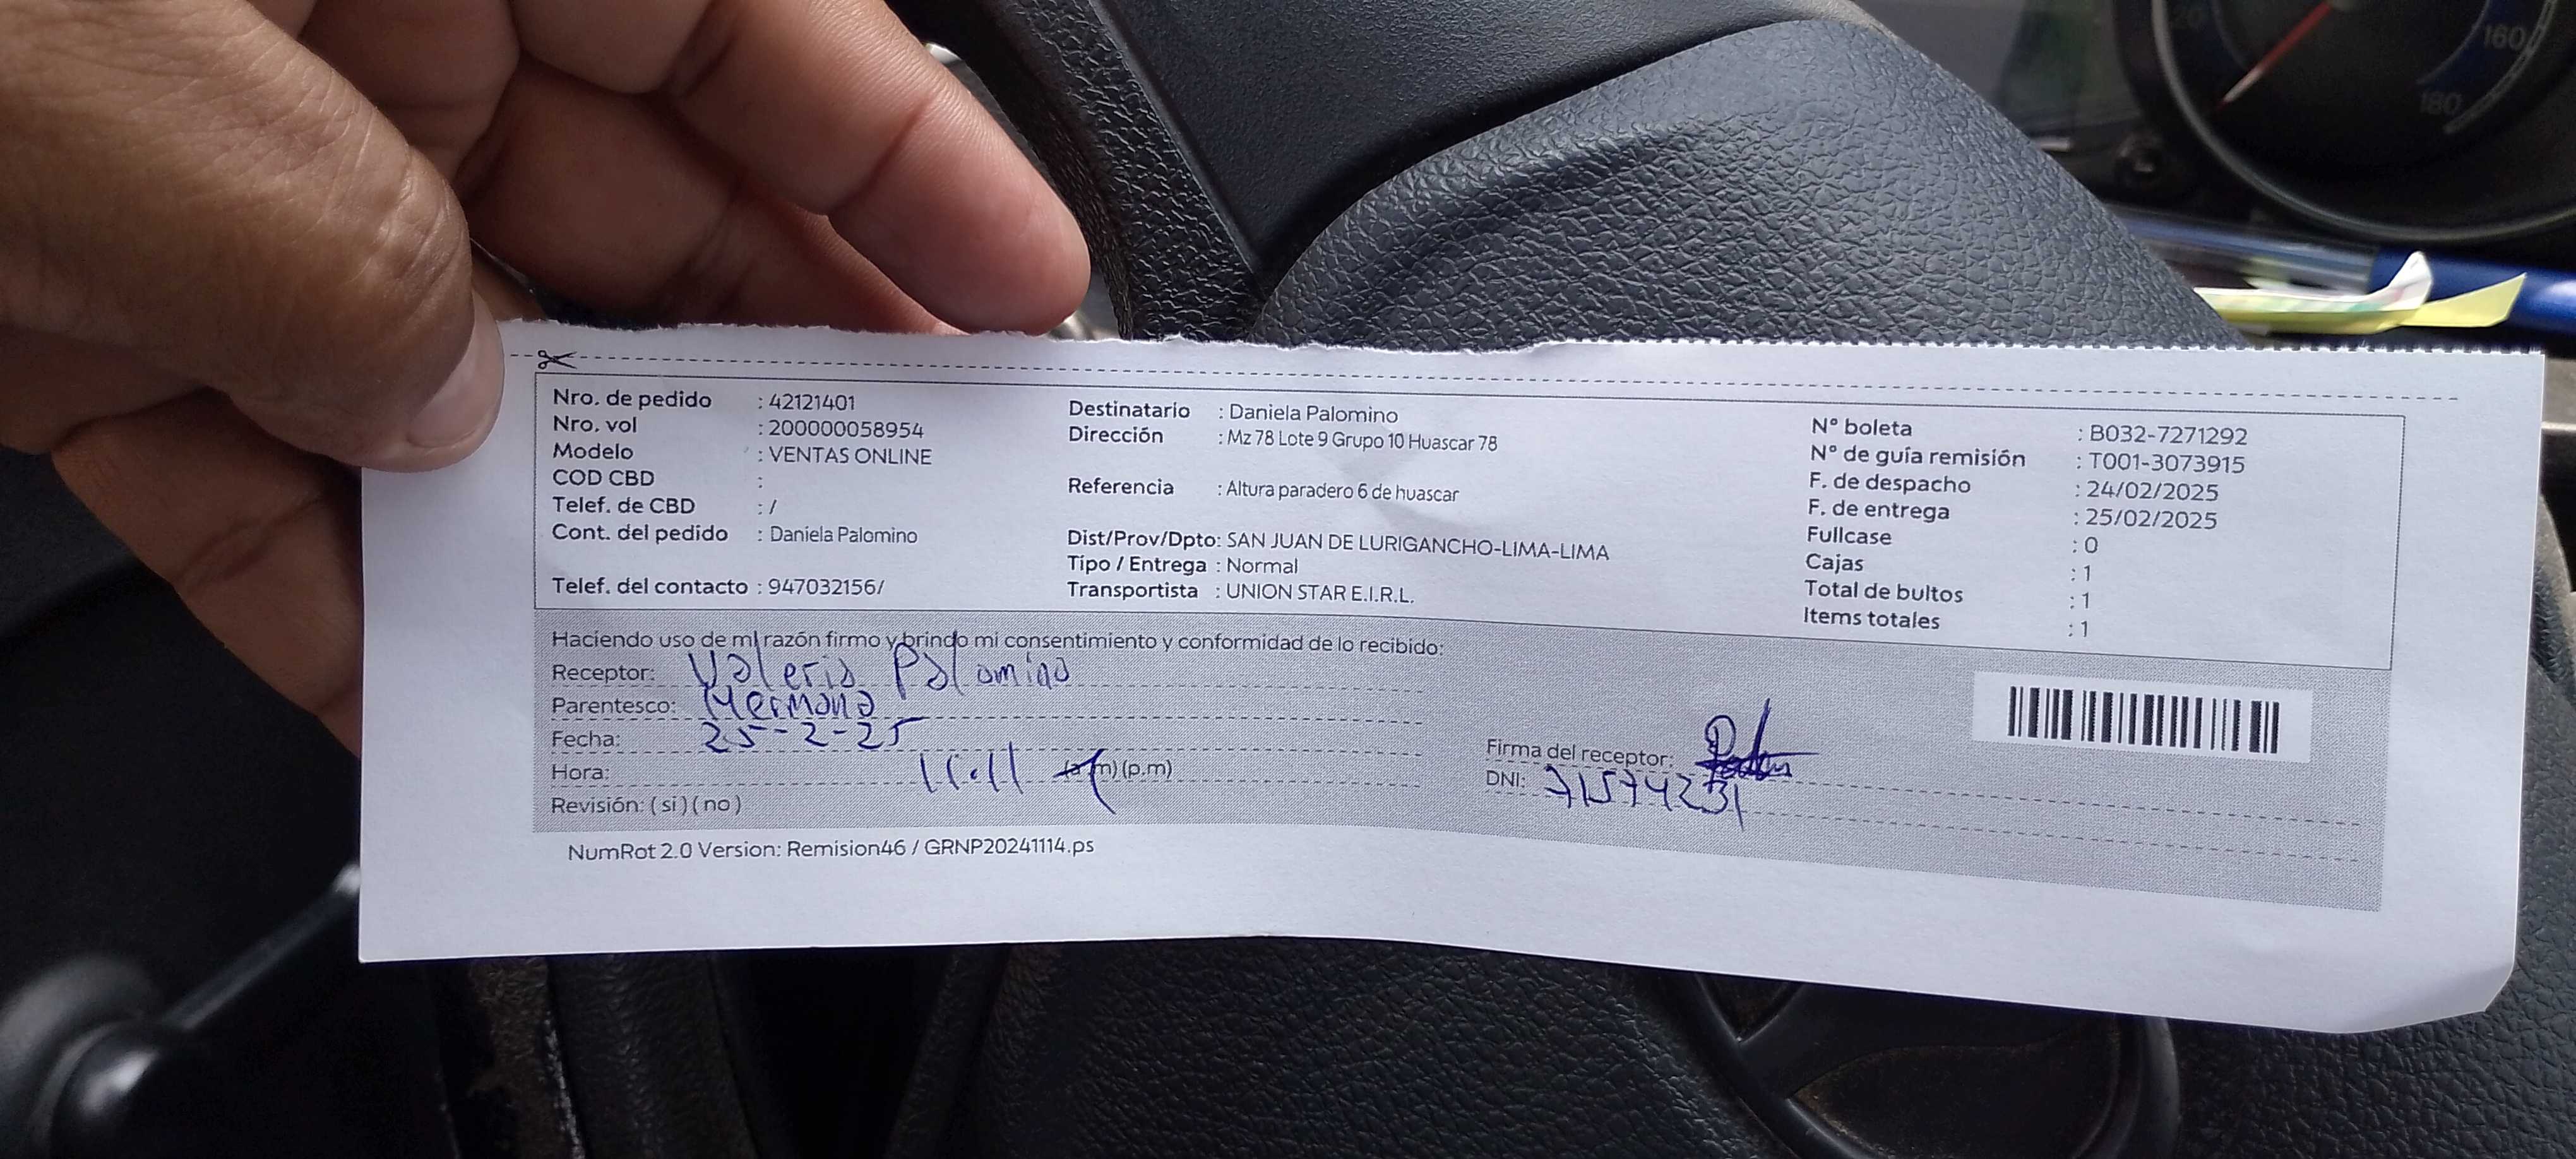 Nro. de pedido : 42121401
Nro. vol : 200000058954
Modelo : VENTAS ONLINE
COD CBD :
Telef. de CBD : /
Cont. del pedido : Daniela Palomino
Telef. del contacto : 947032156/
Destinatario : Daniela Palomino
Dirección : Mz 78 Lote 9 Grupo 10 Huascar 78
Referencia : Altura paradero 6 de huascar
Dist/Prov/Dpto: SAN JUAN DE LURIGANCHO-LIMA-LIMA
Tipo / Entrega : Normal
Transportista : UNION STAR E.I.R.L.
N° boleta : B032-7271292
N° de guía remisión : T001-3073915
F. de despacho : 24/02/2025
F. de entrega : 25/02/2025
Fullcase : 0
Cajas : 1
Total de bultos : 1
Items totales : 1
Haciendo uso de mi razón firmo y brindo mi consentimiento y conformidad de lo recibido:
Receptor: Valeria Palomino
Parentesco: Hermana
Fecha: 25-2-25
Hora: 11:11 (a.m) (p.m)
Revisión: ( si ) ( no )
Firma del receptor:
DNI: 71574231
NumRot 2.0 Version: Remision46 / GRNP20241114.ps
160
180